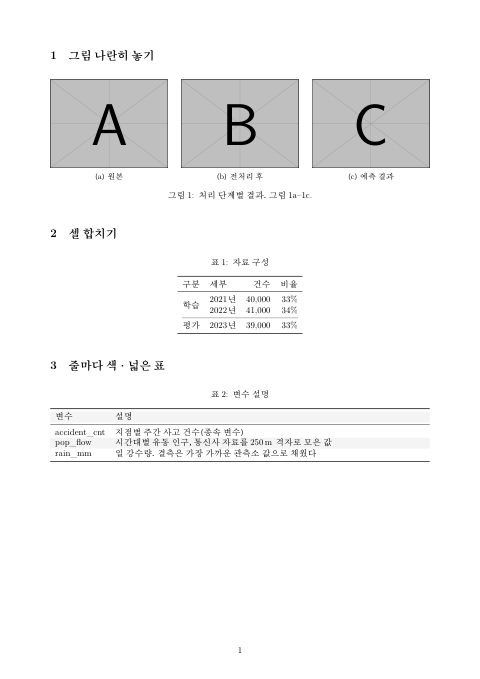 1 그림 나란히 놓기
A B C
(a) 원본 (b) 전처리 후 (c) 예측 결과
그림 1: 처리 단계별 결과. 그림 1a–1c.
2 셀 합치기
표 1: 자료 구성
구분 세부 건수 비율
학습 2021년 40,000 33%
2022년 41,000 34%
평가 2023년 39,000 33%
3 줄마다 색 · 넓은 표
표 2: 변수 설명
변수 설명
accident_cnt 지점별 주간 사고 건수(종속 변수)
pop_flow 시간대별 유동 인구, 통신사 자료를 250 m 격자로 모은 값
rain_mm 일 강수량. 결측은 가장 가까운 관측소 값으로 채웠다
1